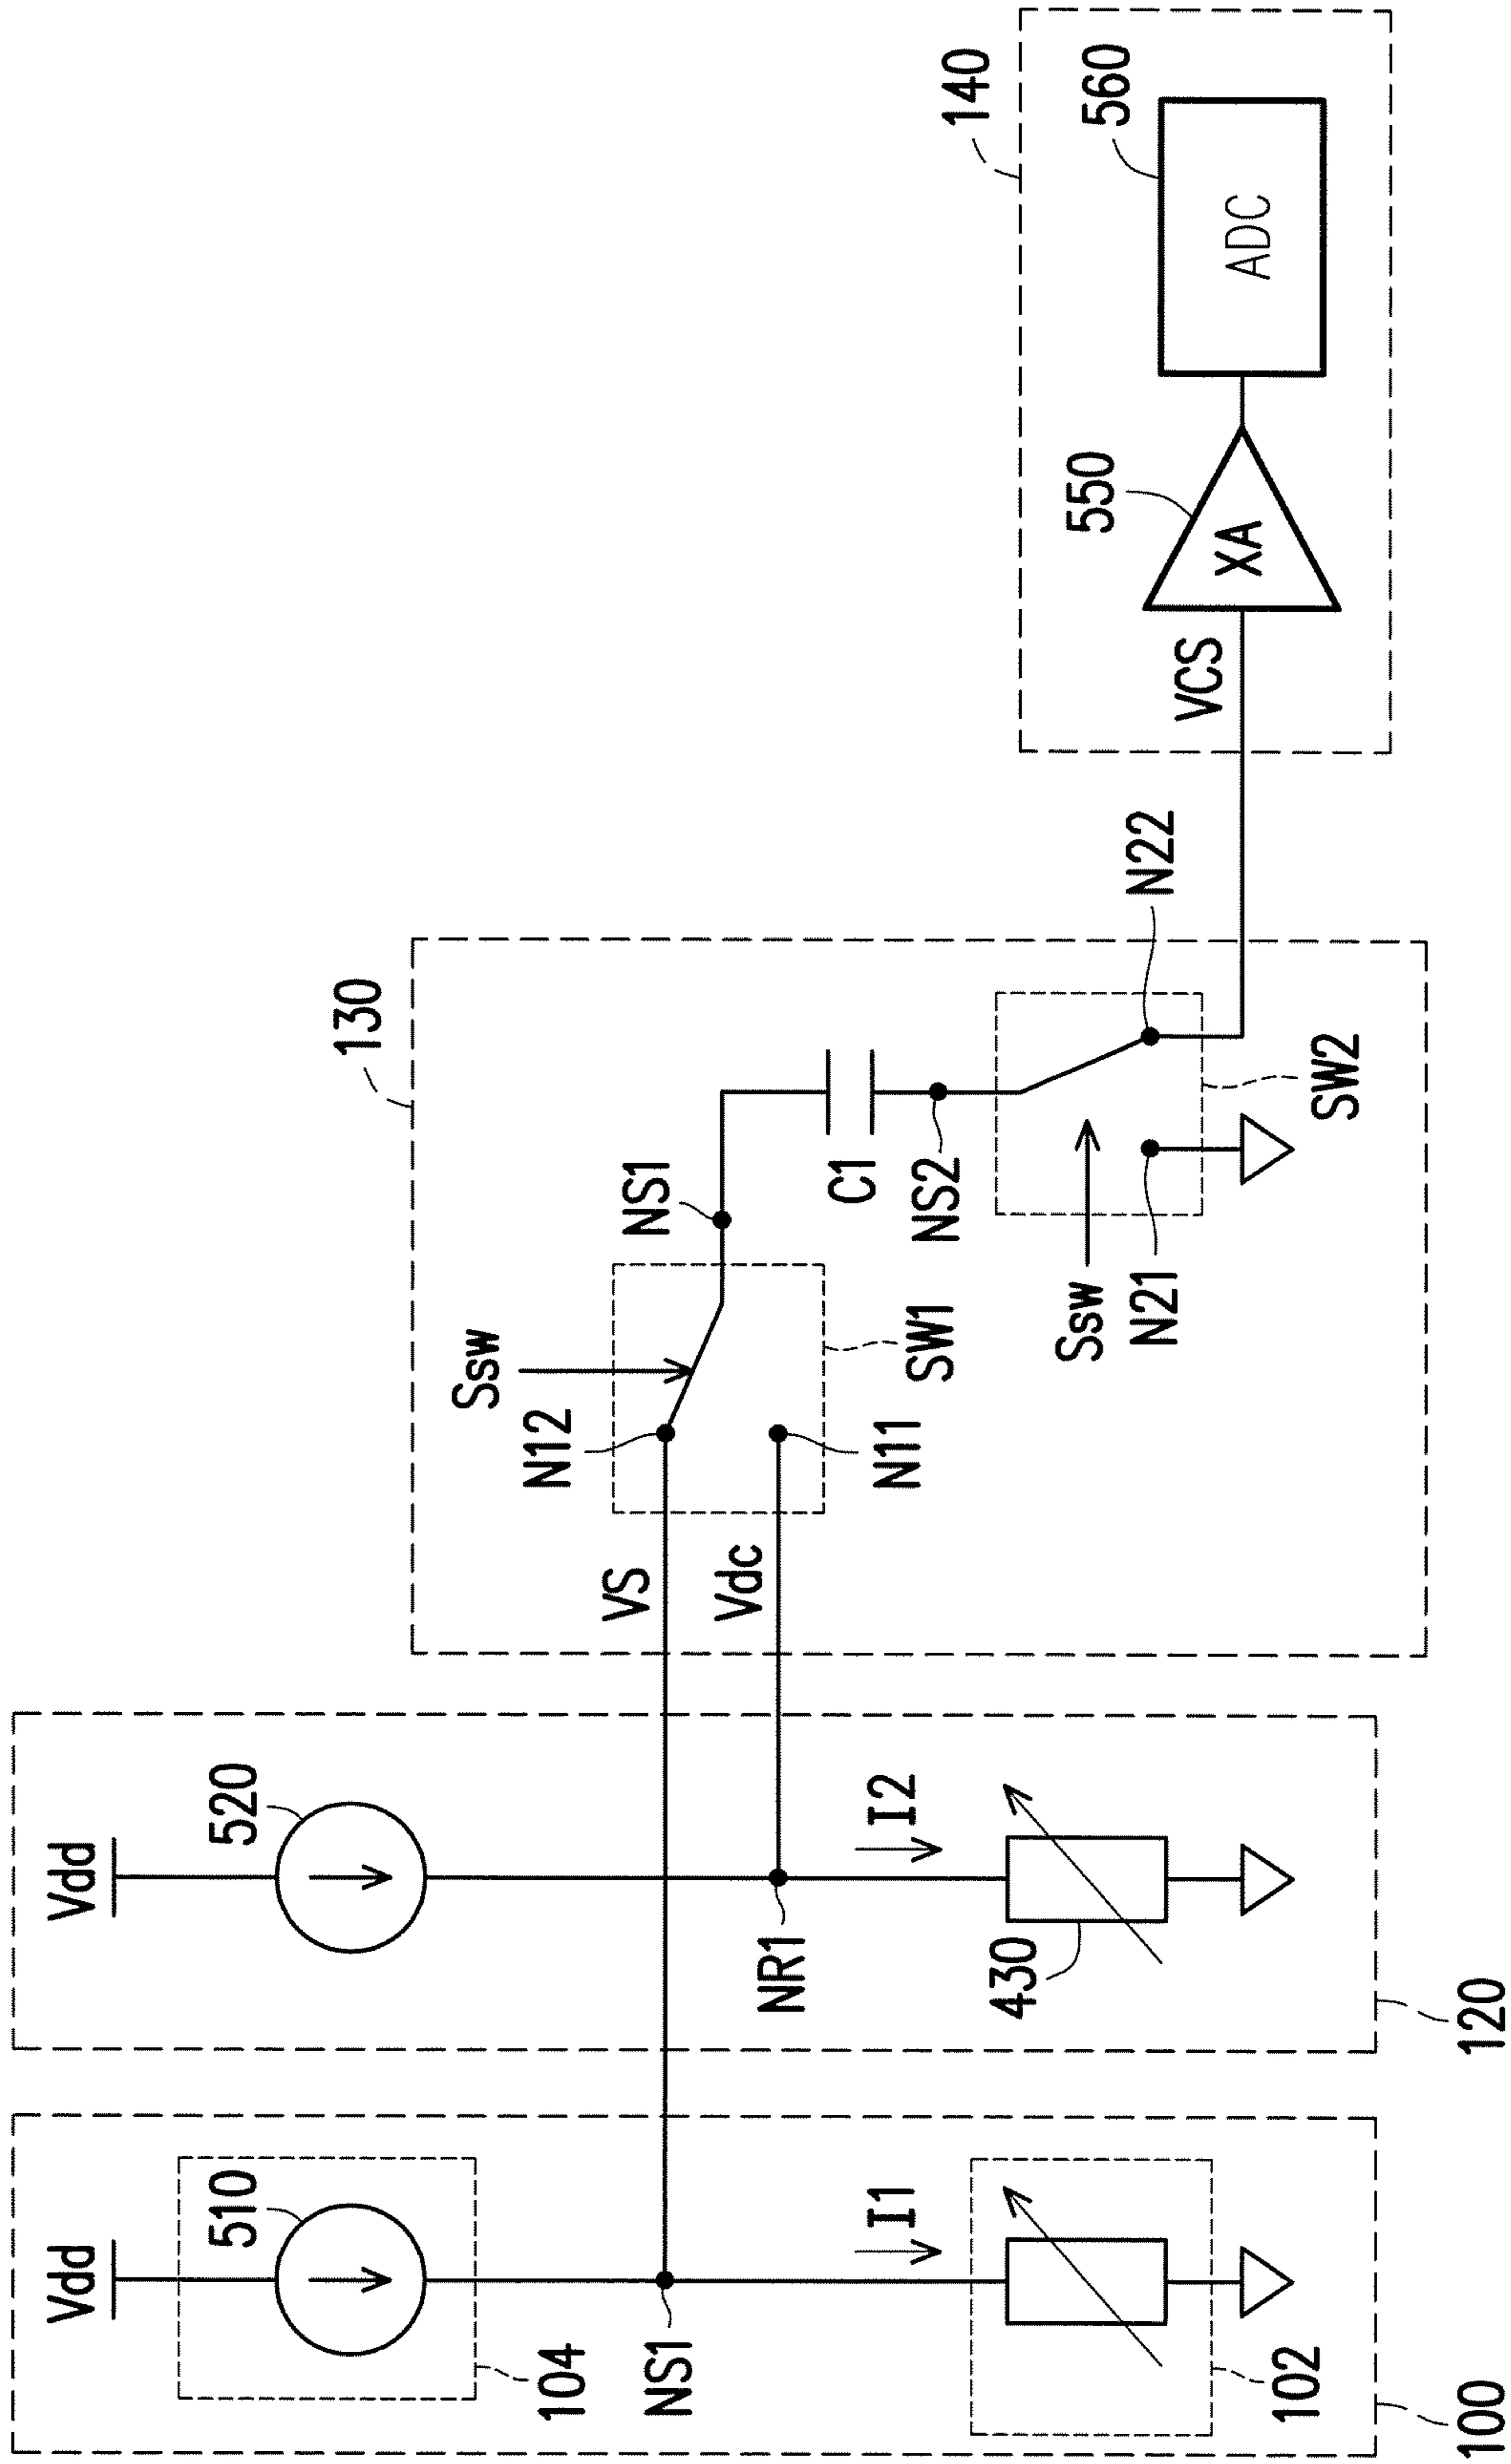 Vdd
510
104
NS1
I1
102
100
Vdd
520
NR1
I2
430
120
130
VS
Vdc
Ssw
N12
N11
SW1
NS1
C1
NS2
Ssw
N21
N22
SW2
140
VCS
550
XA
560
ADC